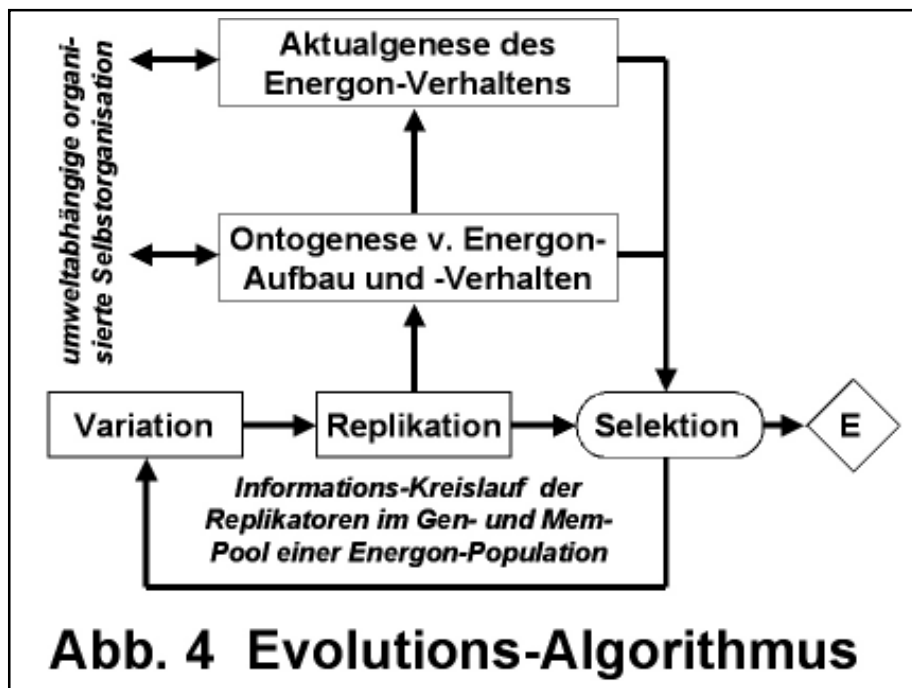 Aktualgenese des
Energon-Verhaltens
umweltabhängige organi-
sierte Selbstorganisation
Ontogenese v. Energon-
Aufbau und -Verhalten
Variation
Replikation
Selektion
E
Informations-Kreislauf der
Replikatoren im Gen- und Mem-
Pool einer Energon-Population
Abb. 4 Evolutions-Algorithmus